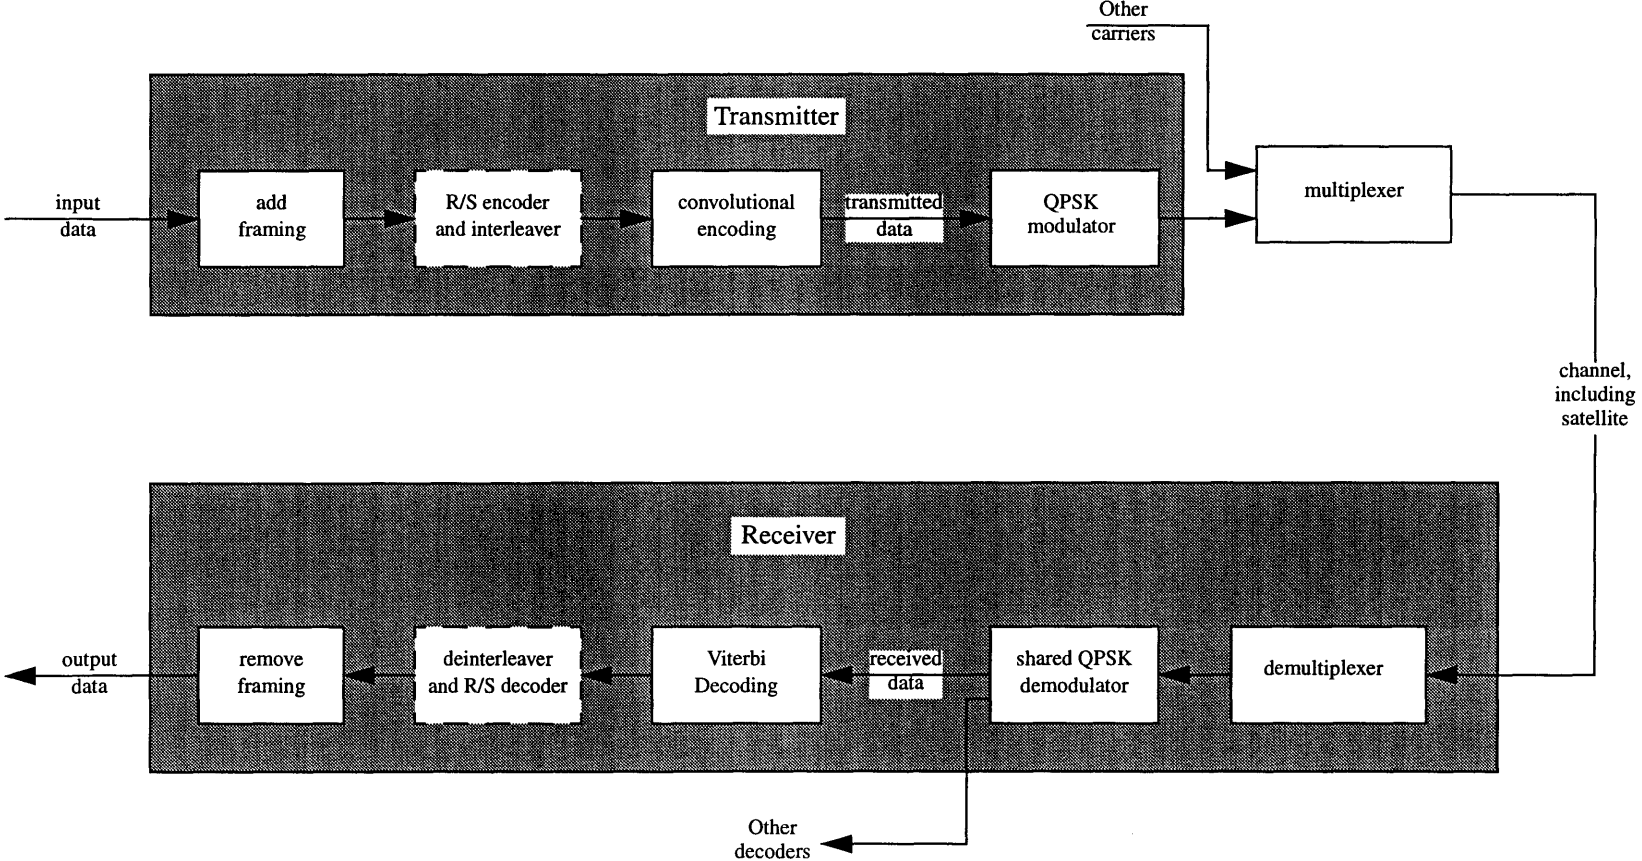 Other
carriers
Transmitter
input
data
add
framing
R/S encoder
and interleaver
convolutional
encoding
transmitted
data
QPSK
modulator
multiplexer
channel,
including
satellite
Receiver
output
data
remove
framing
deinterleaver
and R/S decoder
Viterbi
Decoding
received
data
shared QPSK
demodulator
demultiplexer
Other
decoders